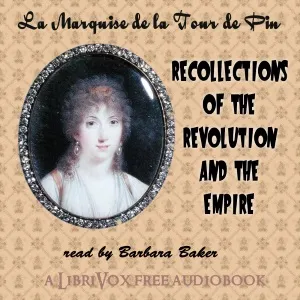 La Marquise de la Tour de Pin
RECOLLECTIONS
OF THE
REVOLUTION
AND THE
EMPIRE
read by Barbara Baker
a LibriVox free audiobook